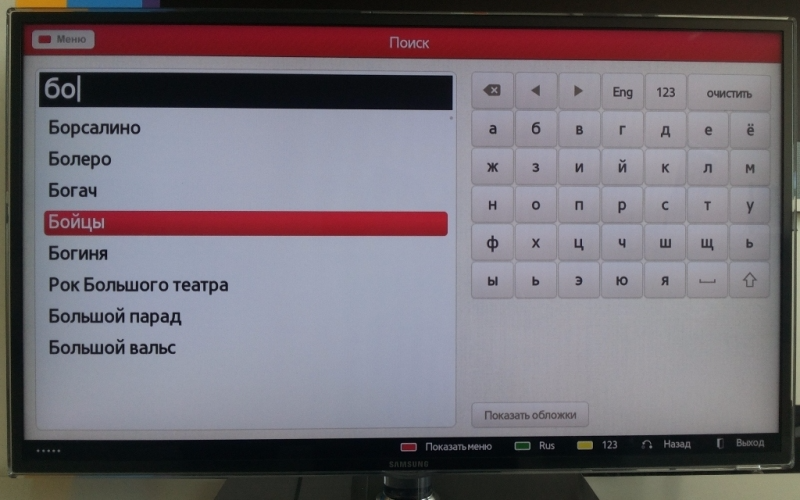 Меню
Поиск
бо
Борсалино
Болеро
Богач
Бойцы
Богиня
Рок Большого театра
Большой парад
Большой вальс
Eng 123 очистить
а б в г д е ё
ж з и й к л м
н о п р с т у
ф х ц ч ш щ ь
ы ь э ю я
Показать обложки
Показать меню Rus 123 Назад Выход
SAMSUNG